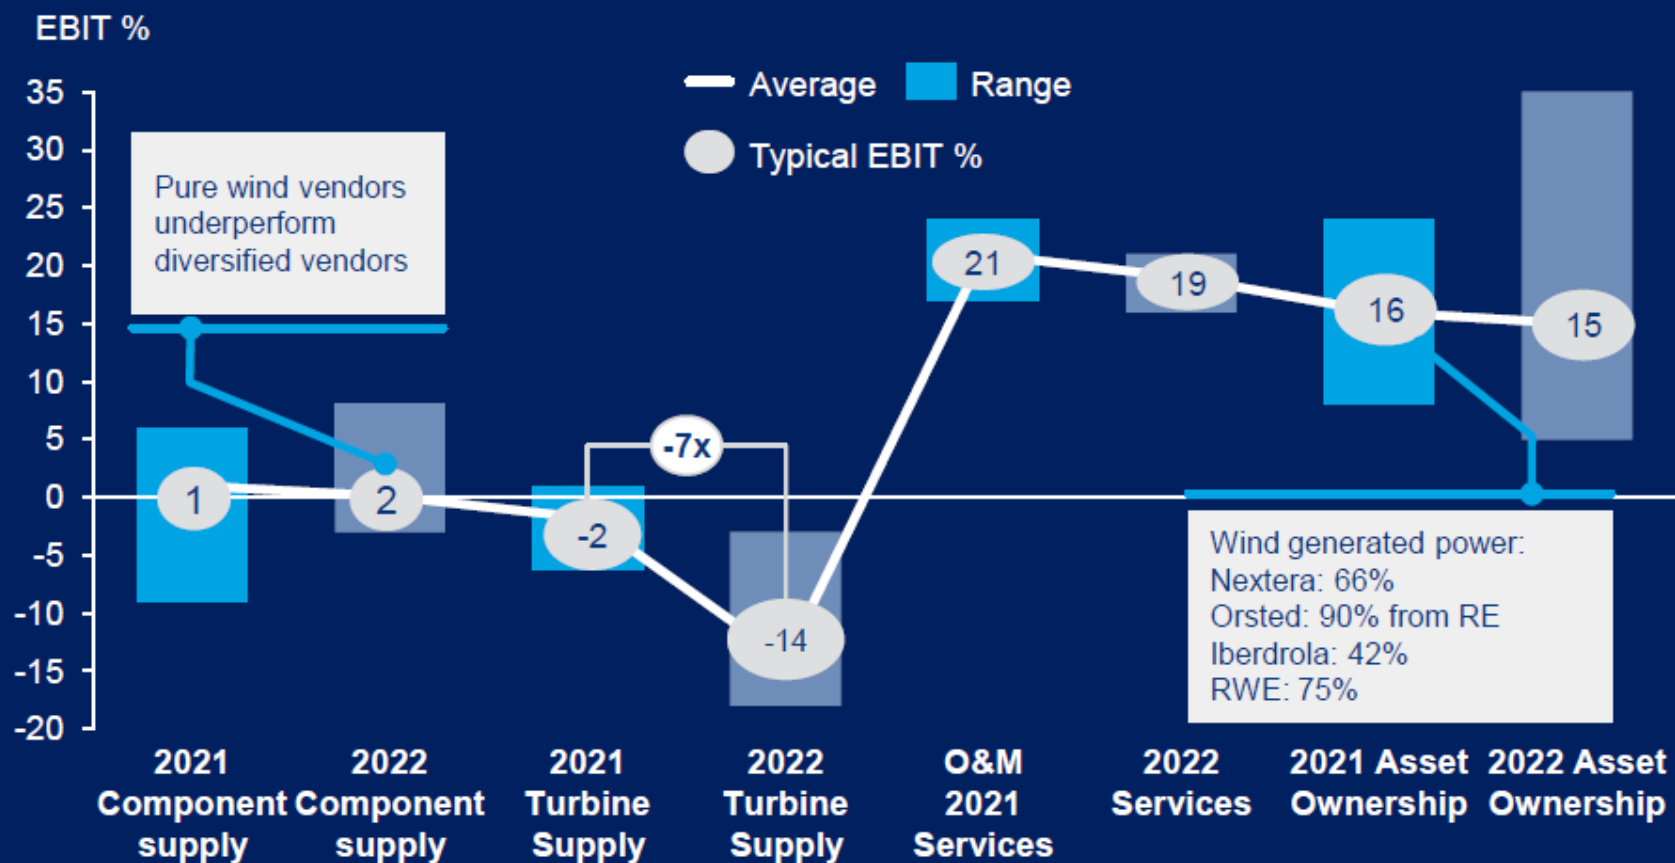 EBIT %
Average
Range
Typical EBIT %
35
30
25
20
15
10
5
0
-5
-10
-15
-20
Pure wind vendors
underperform
diversified vendors
1
2
-2
-7x
-14
21
19
16
15
Wind generated power:
Nextera: 66%
Orsted: 90% from RE
Iberdrola: 42%
RWE: 75%
2021
Component
supply
2022
Component
supply
2021
Turbine
Supply
2022
Turbine
Supply
O&M
2021
Services
2022
Services
2021 Asset
Ownership
2022 Asset
Ownership